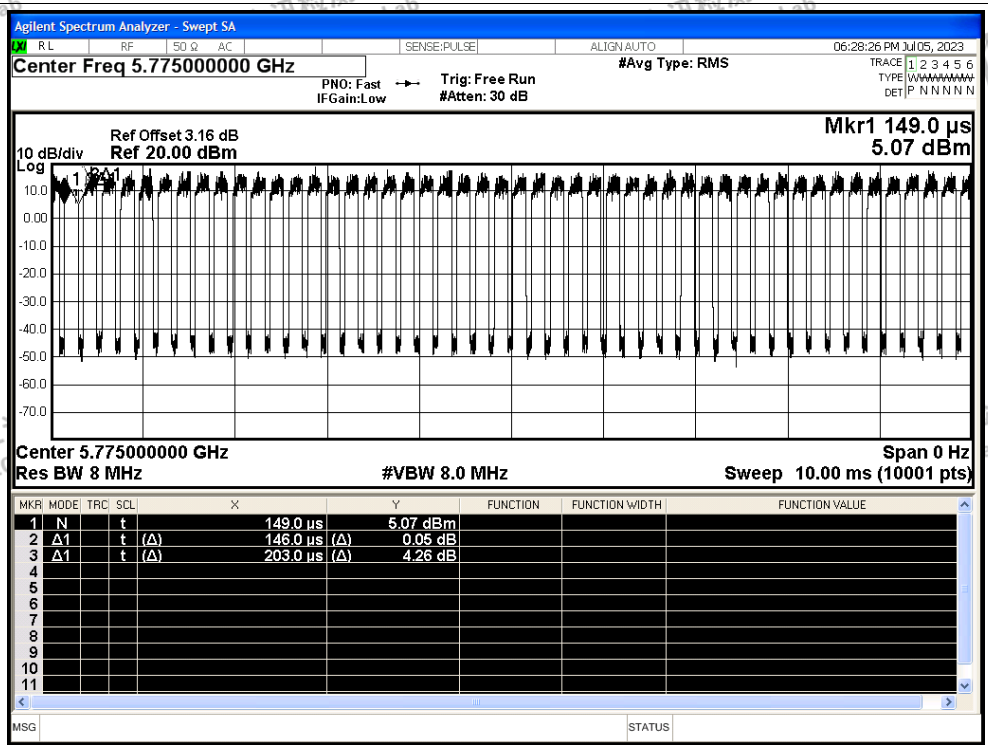 Agilent Spectrum Analyzer - Swept SA
LXI RL RF 50 Ω AC SENSE:PULSE ALIGN AUTO 06:28:26 PM Jul 05, 2023
Center Freq 5.775000000 GHz #Avg Type: RMS TRACE 1 2 3 4 5 6
PNO: Fast Trig: Free Run TYPE WWWWWW
IFGain:Low #Atten: 30 dB DET P N N N N N
Mkr1 149.0 µs
Ref Offset 3.16 dB
10 dB/div Ref 20.00 dBm 5.07 dBm
Log
1 3Δ1
10.0
0.00
-10.0
-20.0
-30.0
-40.0
-50.0
-60.0
-70.0
Center 5.775000000 GHz Span 0 Hz
Res BW 8 MHz #VBW 8.0 MHz Sweep 10.00 ms (10001 pts)
MKR MODE TRC SCL X Y FUNCTION FUNCTION WIDTH FUNCTION VALUE
1 N t 149.0 µs 5.07 dBm
2 Δ1 t (Δ) 146.0 µs (Δ) 0.05 dB
3 Δ1 t (Δ) 203.0 µs (Δ) 4.26 dB
4
5
6
7
8
9
10
11
MSG STATUS